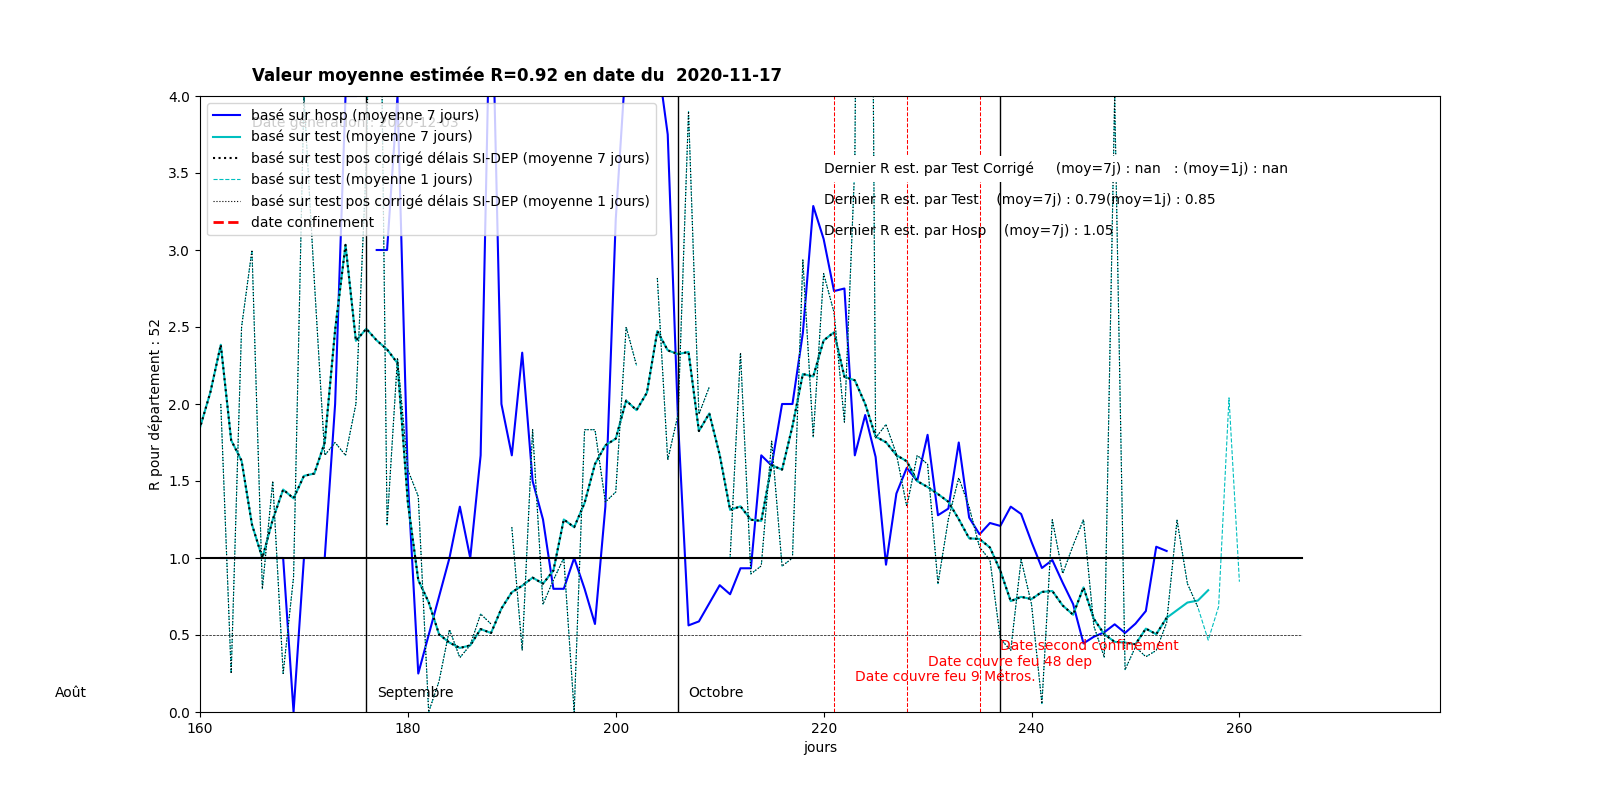 Valeur moyenne estimée R=0.92 en date du  2020-11-17
Date génération : 2020-12-03
basé sur hosp (moyenne 7 jours)
basé sur test (moyenne 7 jours)
basé sur test pos corrigé délais SI-DEP (moyenne 7 jours)
basé sur test (moyenne 1 jours)
basé sur test pos corrigé délais SI-DEP (moyenne 1 jours)
date confinement
Dernier R est. par Test Corrigé (moy=7j) : nan : (moy=1j) : nan
Dernier R est. par Test (moy=7j) : 0.79(moy=1j) : 0.85
Dernier R est. par Hosp (moy=7j) : 1.05
R pour département : 52
4.0
3.5
3.0
2.5
2.0
1.5
1.0
0.5
0.0
Date second confinement
Date couvre feu 48 dep
Date couvre feu 9 Métros.
Août
Septembre
Octobre
160
180
200
220
240
260
jours